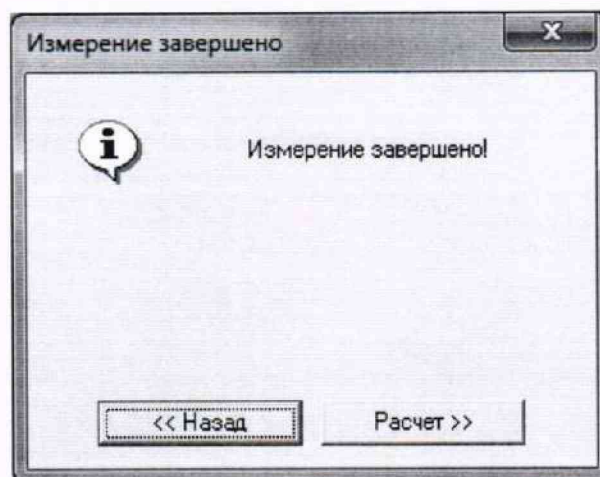 Измерение завершено
Измерение завершено!
<< Назад
Расчет >>